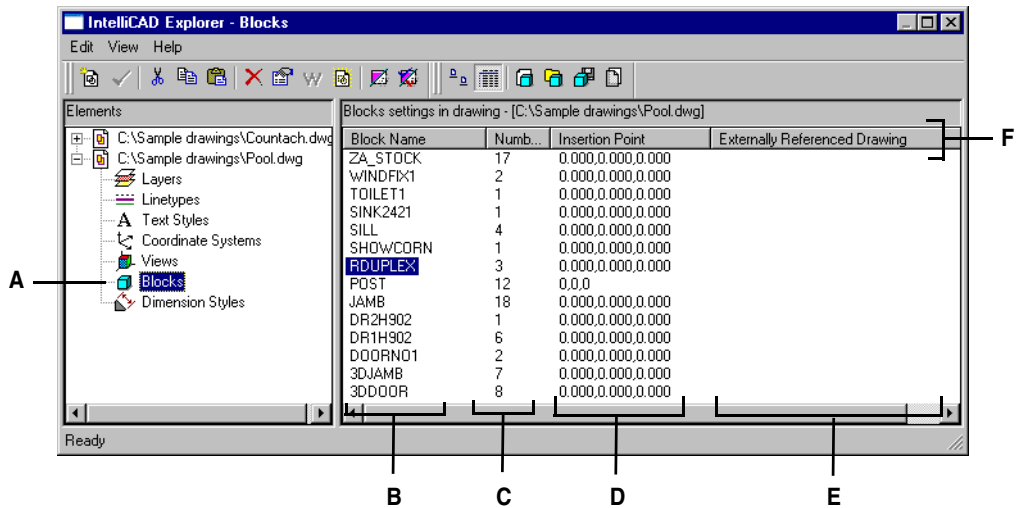 IntelliCAD Explorer - Blocks
Edit View Help
Elements
C:\Sample drawings\Countach.dwg
C:\Sample drawings\Pool.dwg
Layers
Linetypes
A Text Styles
Coordinate Systems
Views
Blocks
Dimension Styles
Blocks settings in drawing - [C:\Sample drawings\Pool.dwg]
Block Name Numb... Insertion Point Externally Referenced Drawing
ZA_STOCK 17 0.000,0.000,0.000
WINDFIX1 2 0.000,0.000,0.000
TOILET1 1 0.000,0.000,0.000
SINK2421 1 0.000,0.000,0.000
SILL 4 0.000,0.000,0.000
SHOWCORN 1 0.000,0.000,0.000
RDUPLEX 3 0.000,0.000,0.000
POST 12 0,0,0
JAMB 18 0.000,0.000,0.000
DR2H902 1 0.000,0.000,0.000
DR1H902 6 0.000,0.000,0.000
DOORNO1 2 0.000,0.000,0.000
3DJAMB 7 0.000,0.000,0.000
3DDOOR 8 0.000,0.000,0.000
Ready
A
F
B C D E